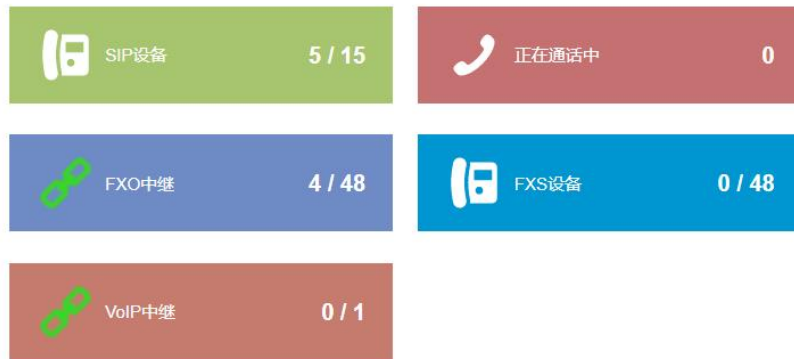 SIP设备 5 / 15
正在通话中 0
FXO中继 4 / 48
FXS设备 0 / 48
VoIP中继 0 / 1